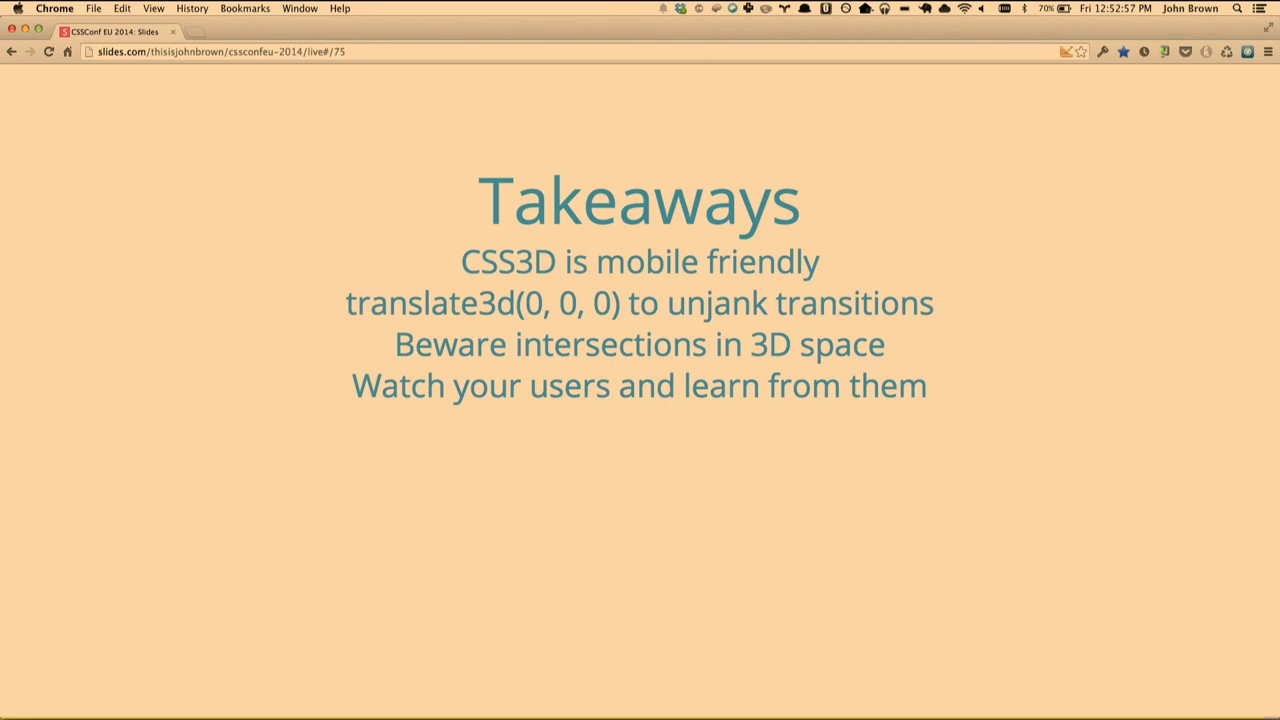 Chrome File Edit View History Bookmarks Window Help 70% Fri 12:52:57 PM John Brown
CSSConf EU 2014: Slides
slides.com/thisisjohnbrown/cssconfeu-2014/live#/75
Takeaways
CSS3D is mobile friendly
translate3d(0, 0, 0) to unjank transitions
Beware intersections in 3D space
Watch your users and learn from them